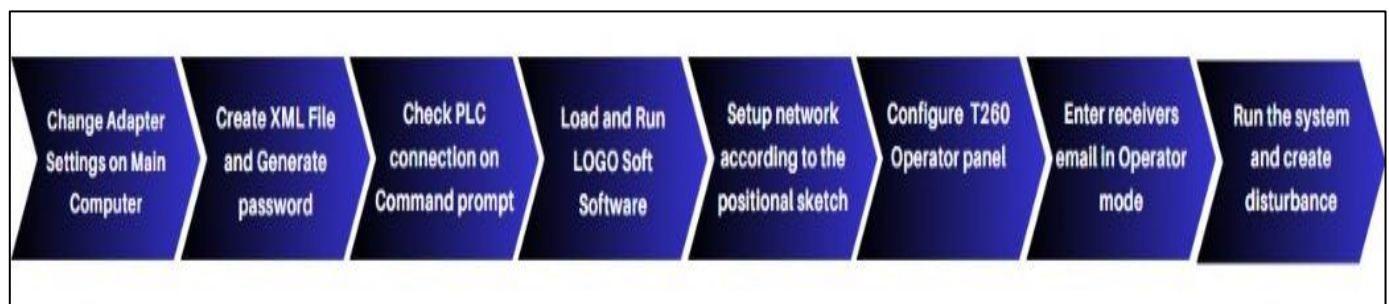 Change Adapter
Settings on Main
Computer
Create XML File
and Generate
password
Check PLC
connection on
Command prompt
Load and Run
LOGO Soft
Software
Setup network
according to the
positional sketch
Configure T260
Operator panel
Enter receivers
email in Operator
mode
Run the system
and create
disturbance